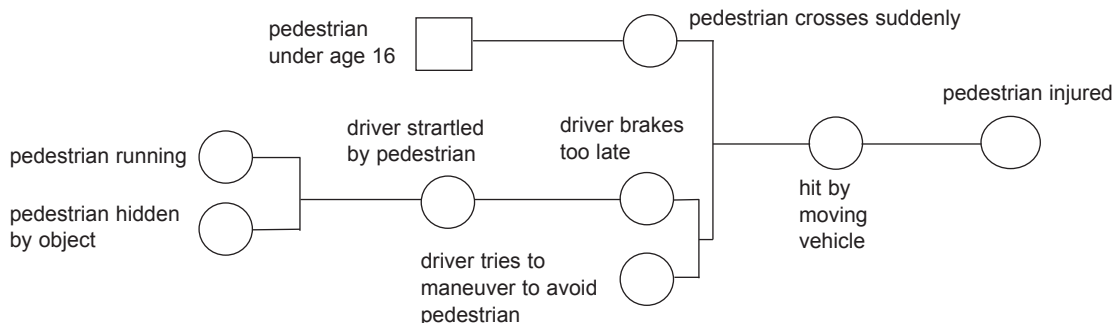 pedestrian
under age 16
pedestrian crosses suddenly
pedestrian injured
pedestrian running
driver strartled
by pedestrian
driver brakes
too late
hit by
moving
vehicle
pedestrian hidden
by object
driver tries to
maneuver to avoid
pedestrian